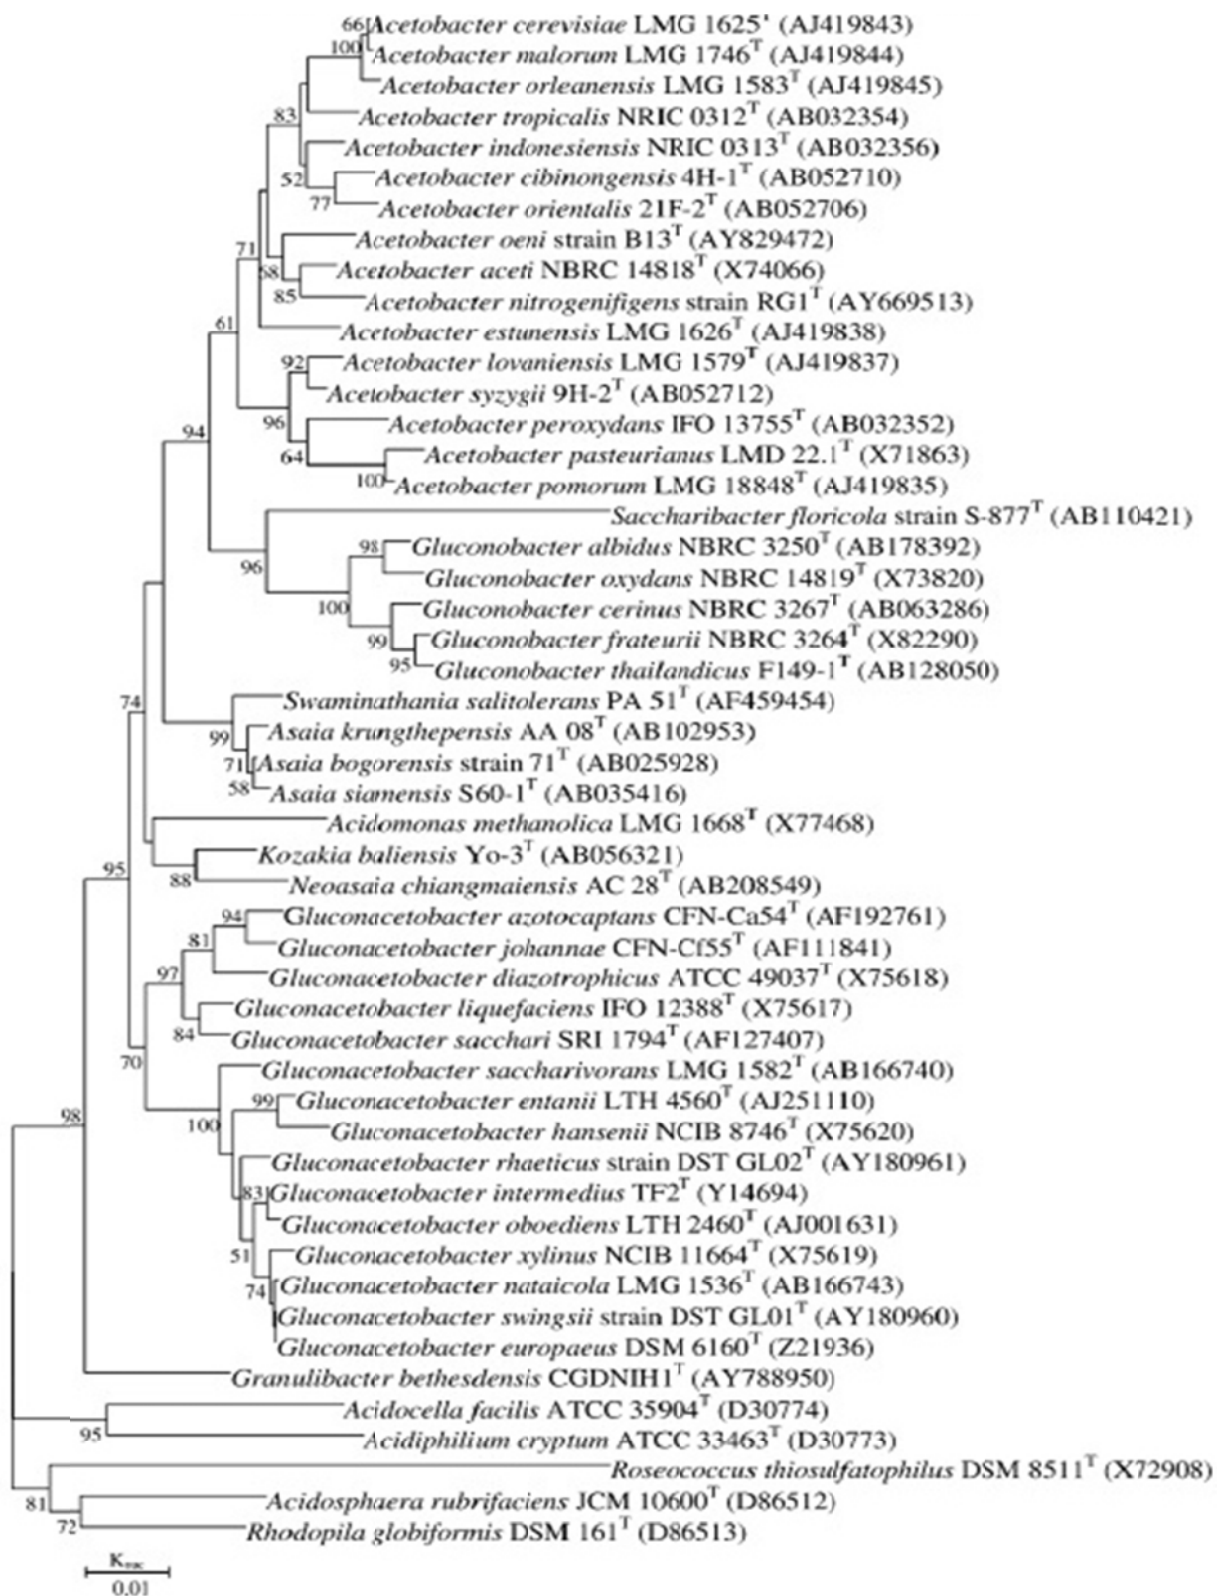 66 Acetobacter cerevisiae LMG 1625ᵀ (AJ419843)
100 Acetobacter malorum LMG 1746ᵀ (AJ419844)
Acetobacter orleanensis LMG 1583ᵀ (AJ419845)
83 Acetobacter tropicalis NRIC 0312ᵀ (AB032354)
Acetobacter indonesiensis NRIC 0313ᵀ (AB032356)
52 Acetobacter cibinongensis 4H-1ᵀ (AB052710)
77 Acetobacter orientalis 21F-2ᵀ (AB052706)
71 Acetobacter oeni strain B13ᵀ (AY829472)
58 Acetobacter aceti NBRC 14818ᵀ (X74066)
85 Acetobacter nitrogenifigens strain RG1ᵀ (AY669513)
61 Acetobacter estunensis LMG 1626ᵀ (AJ419838)
92 Acetobacter lovaniensis LMG 1579ᵀ (AJ419837)
Acetobacter syzygii 9H-2ᵀ (AB052712)
96 Acetobacter peroxydans IFO 13755ᵀ (AB032352)
94 64 Acetobacter pasteurianus LMD 22.1ᵀ (X71863)
100 Acetobacter pomorum LMG 18848ᵀ (AJ419835)
Saccharibacter floricola strain S-877ᵀ (AB110421)
98 Gluconobacter albidus NBRC 3250ᵀ (AB178392)
96 Gluconobacter oxydans NBRC 14819ᵀ (X73820)
100 Gluconobacter cerinus NBRC 3267ᵀ (AB063286)
99 Gluconobacter frateurii NBRC 3264ᵀ (X82290)
95 Gluconobacter thailandicus F149-1ᵀ (AB128050)
74 Swaminathania salitolerans PA 51ᵀ (AF459454)
99 Asaia krungthepensis AA 08ᵀ (AB102953)
71 Asaia bogorensis strain 71ᵀ (AB025928)
58 Asaia siamensis S60-1ᵀ (AB035416)
Acidomonas methanolica LMG 1668ᵀ (X77468)
Kozakia baliensis Yo-3ᵀ (AB056321)
95 88 Neoasaia chiangmaiensis AC 28ᵀ (AB208549)
94 Gluconacetobacter azotocaptans CFN-Ca54ᵀ (AF192761)
81 Gluconacetobacter johannae CFN-Cf55ᵀ (AF111841)
97 Gluconacetobacter diazotrophicus ATCC 49037ᵀ (X75618)
Gluconacetobacter liquefaciens IFO 12388ᵀ (X75617)
84 Gluconacetobacter sacchari SRI 1794ᵀ (AF127407)
70 Gluconacetobacter saccharivorans LMG 1582ᵀ (AB166740)
99 Gluconacetobacter entanii LTH 4560ᵀ (AJ251110)
98 100 Gluconacetobacter hansenii NCIB 8746ᵀ (X75620)
Gluconacetobacter rhaeticus strain DST GL02ᵀ (AY180961)
83 Gluconacetobacter intermedius TF2ᵀ (Y14694)
Gluconacetobacter oboediens LTH 2460ᵀ (AJ001631)
51 Gluconacetobacter xylinus NCIB 11664ᵀ (X75619)
74 Gluconacetobacter nataicola LMG 1536ᵀ (AB166743)
Gluconacetobacter swingsii strain DST GL01ᵀ (AY180960)
Gluconacetobacter europaeus DSM 6160ᵀ (Z21936)
Granulibacter bethesdensis CGDNIH1ᵀ (AY788950)
Acidocella facilis ATCC 35904ᵀ (D30774)
95 Acidiphilium cryptum ATCC 33463ᵀ (D30773)
Roseococcus thiosulfatophilus DSM 8511ᵀ (X72908)
81 Acidosphaera rubrifaciens JCM 10600ᵀ (D86512)
72 Rhodopila globiformis DSM 161ᵀ (D86513)
0.01